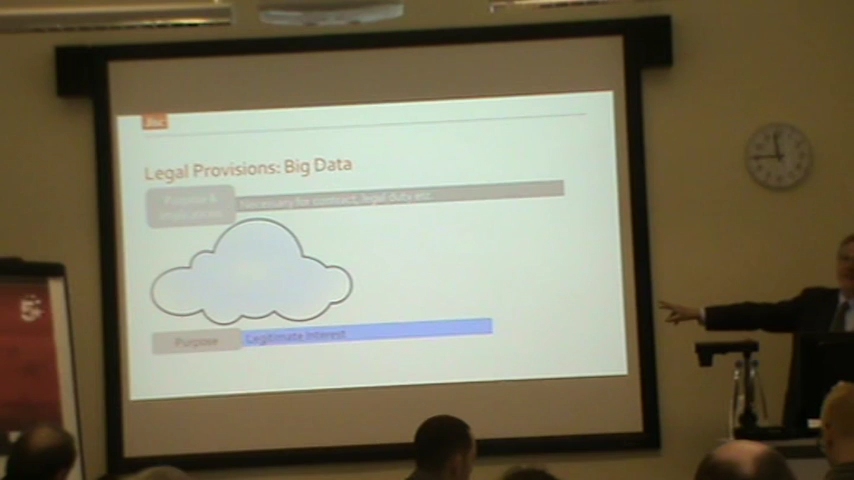 Jisc
Legal Provisions: Big Data
Purpose &
implications
Necessary for contract, legal duty etc.
Purpose
Legitimate Interest